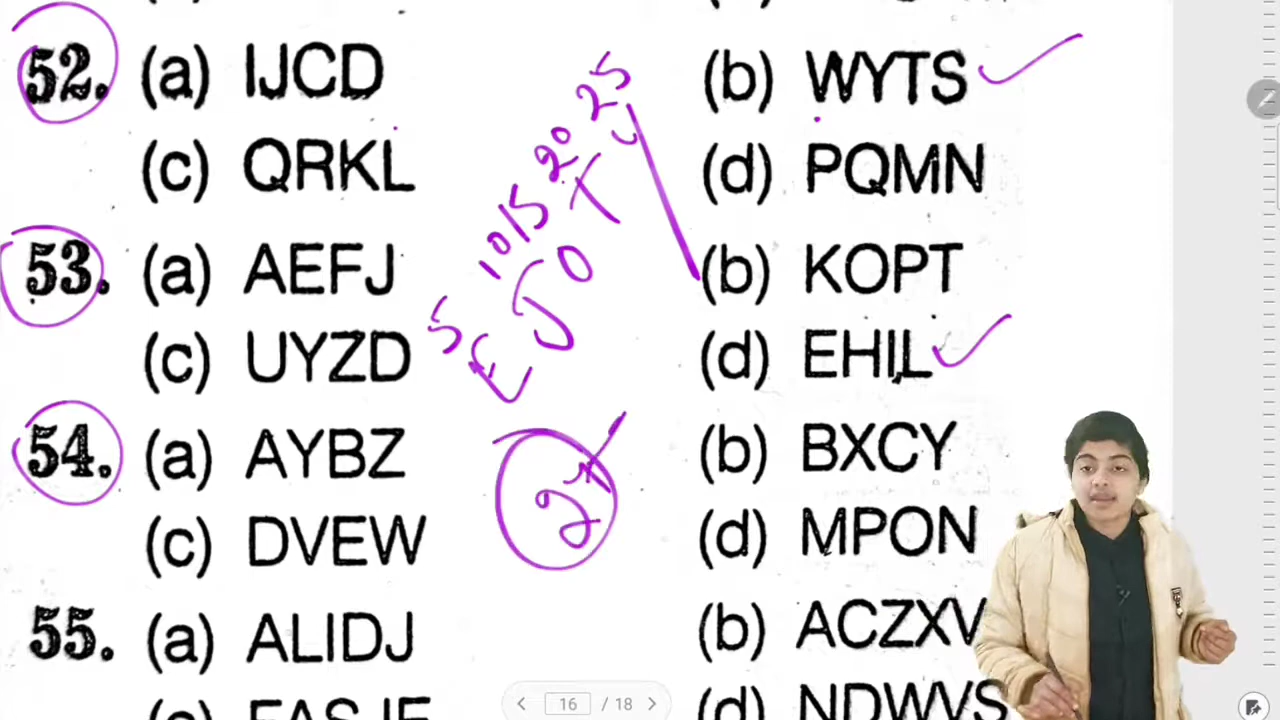 52. (a) IJCD (b) WYTS
(c) QRKL (d) PQMN
53. (a) AEFJ (b) KOPT
(c) UYZD (d) EHIL
54. (a) AYBZ (b) BXCY
(c) DVEW (d) MPON
55. (a) ALIDJ (b) ACZXV
(d) NDWVS
5 10 15 20 25
E J O T
16 / 18